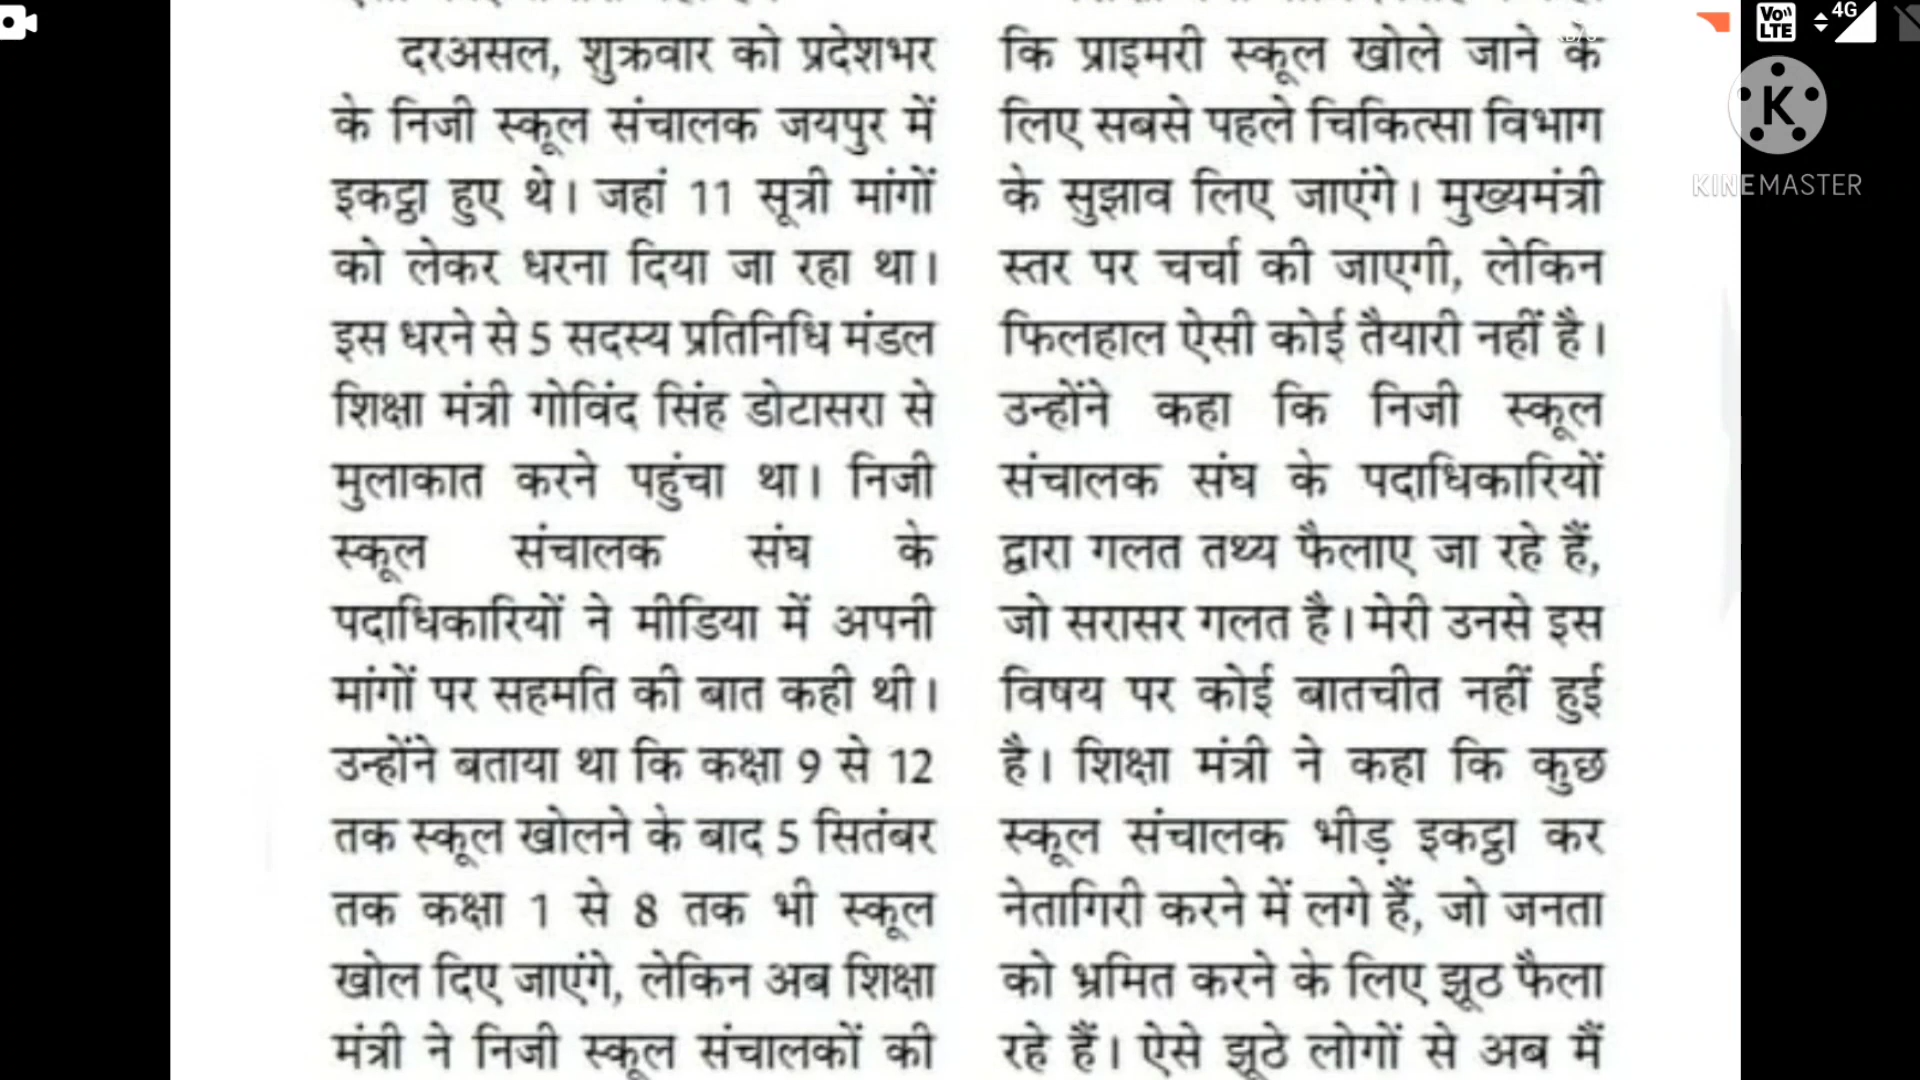 दरअसल, शुक्रवार को प्रदेशभर
के निजी स्कूल संचालक जयपुर में
इकट्ठा हुए थे। जहां 11 सूत्री मांगों
को लेकर धरना दिया जा रहा था।
इस धरने से 5 सदस्य प्रतिनिधि मंडल
शिक्षा मंत्री गोविंद सिंह डोटासरा से
मुलाकात करने पहुंचा था। निजी
स्कूल संचालक संघ के
पदाधिकारियों ने मीडिया में अपनी
मांगों पर सहमति की बात कही थी।
उन्होंने बताया था कि कक्षा 9 से 12
तक स्कूल खोलने के बाद 5 सितंबर
तक कक्षा 1 से 8 तक भी स्कूल
खोल दिए जाएंगे, लेकिन अब शिक्षा
मंत्री ने निजी स्कूल संचालकों की
कि प्राइमरी स्कूल खोले जाने के
लिए सबसे पहले चिकित्सा विभाग
के सुझाव लिए जाएंगे। मुख्यमंत्री
स्तर पर चर्चा की जाएगी, लेकिन
फिलहाल ऐसी कोई तैयारी नहीं है।
उन्होंने कहा कि निजी स्कूल
संचालक संघ के पदाधिकारियों
द्वारा गलत तथ्य फैलाए जा रहे हैं,
जो सरासर गलत है। मेरी उनसे इस
विषय पर कोई बातचीत नहीं हुई
है। शिक्षा मंत्री ने कहा कि कुछ
स्कूल संचालक भीड़ इकट्ठा कर
नेतागिरी करने में लगे हैं, जो जनता
को भ्रमित करने के लिए झूठ फैला
रहे हैं। ऐसे झूठे लोगों से अब मैं
Vo LTE
4G
K
KINEMASTER